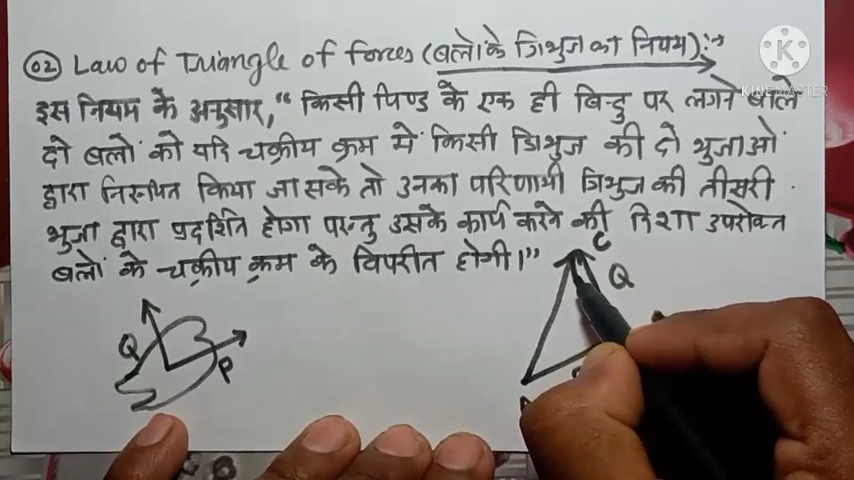 02 Law of Triangle of forces (बलो के त्रिभुज का नियम):→
इस नियम के अनुसार, “ किसी पिण्ड के एक ही बिन्दु पर लगने वाले
दो बलों को यदि चक्रीय क्रम में किसी त्रिभुज की दो भुजाओं
द्वारा निरूपित किया जा सके तो उनका परिणामी त्रिभुज की तीसरी
भुजा द्वारा प्रदर्शित होगा परन्तु उसके कार्य करने की दिशा उपरोक्त
बलों के चक्रीय क्रम के विपरीत होगी।”
C
Q
Q
P
KINEMASTER